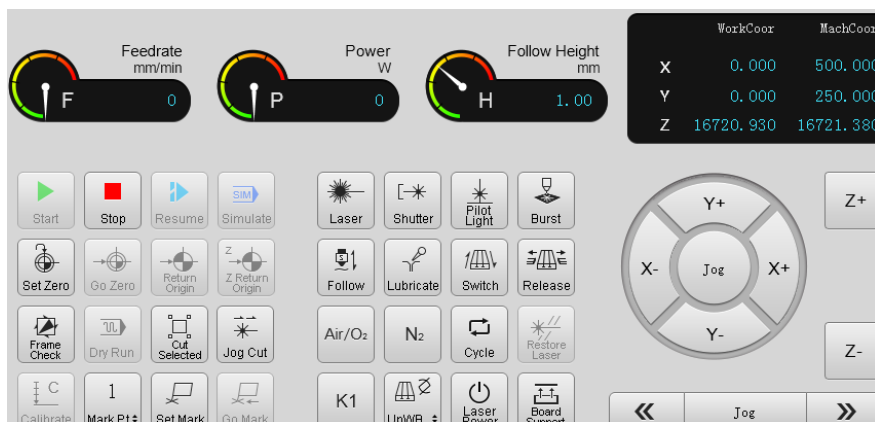 Feedrate
mm/min
F 0
Power
W
P 0
Follow Height
mm
H 1.00
WorkCoor MachCoor
X 0.000 500.000
Y 0.000 250.000
Z 16720.930 16721.380
Start Stop Resume SIM Simulate
Laser Shutter Pilot Light Burst
Set Zero Go Zero Return Origin Z Z Return Origin
S Follow Lubricate Switch Release
Frame Check Dry Run Cut Selected Jog Cut
Air/O₂ N₂ Cycle Restore Laser
C Calibrate 1 Mark Pt Set Mark Go Mark
K1 UpWB Laser Power Board Support
Y+
X- Jog X+
Y-
Z+
Z-
« Jog »